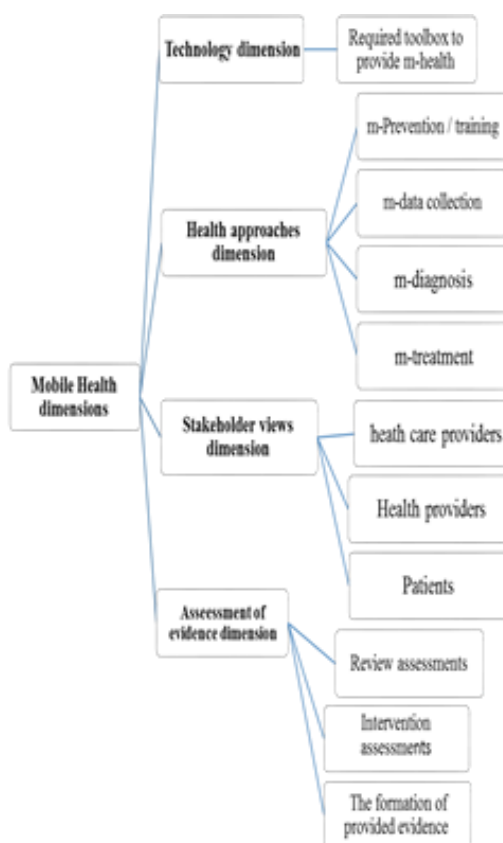 Technology dimension
Required toolbox to
provide m-health
m-Prevention / training
m-data collection
Health approaches
dimension
m-diagnosis
m-treatment
Mobile Health
dimensions
Stakeholder views
dimension
heath care providers
Health providers
Patients
Assessment of
evidence dimension
Review assessments
Intervention
assessments
The formation of
provided evidence